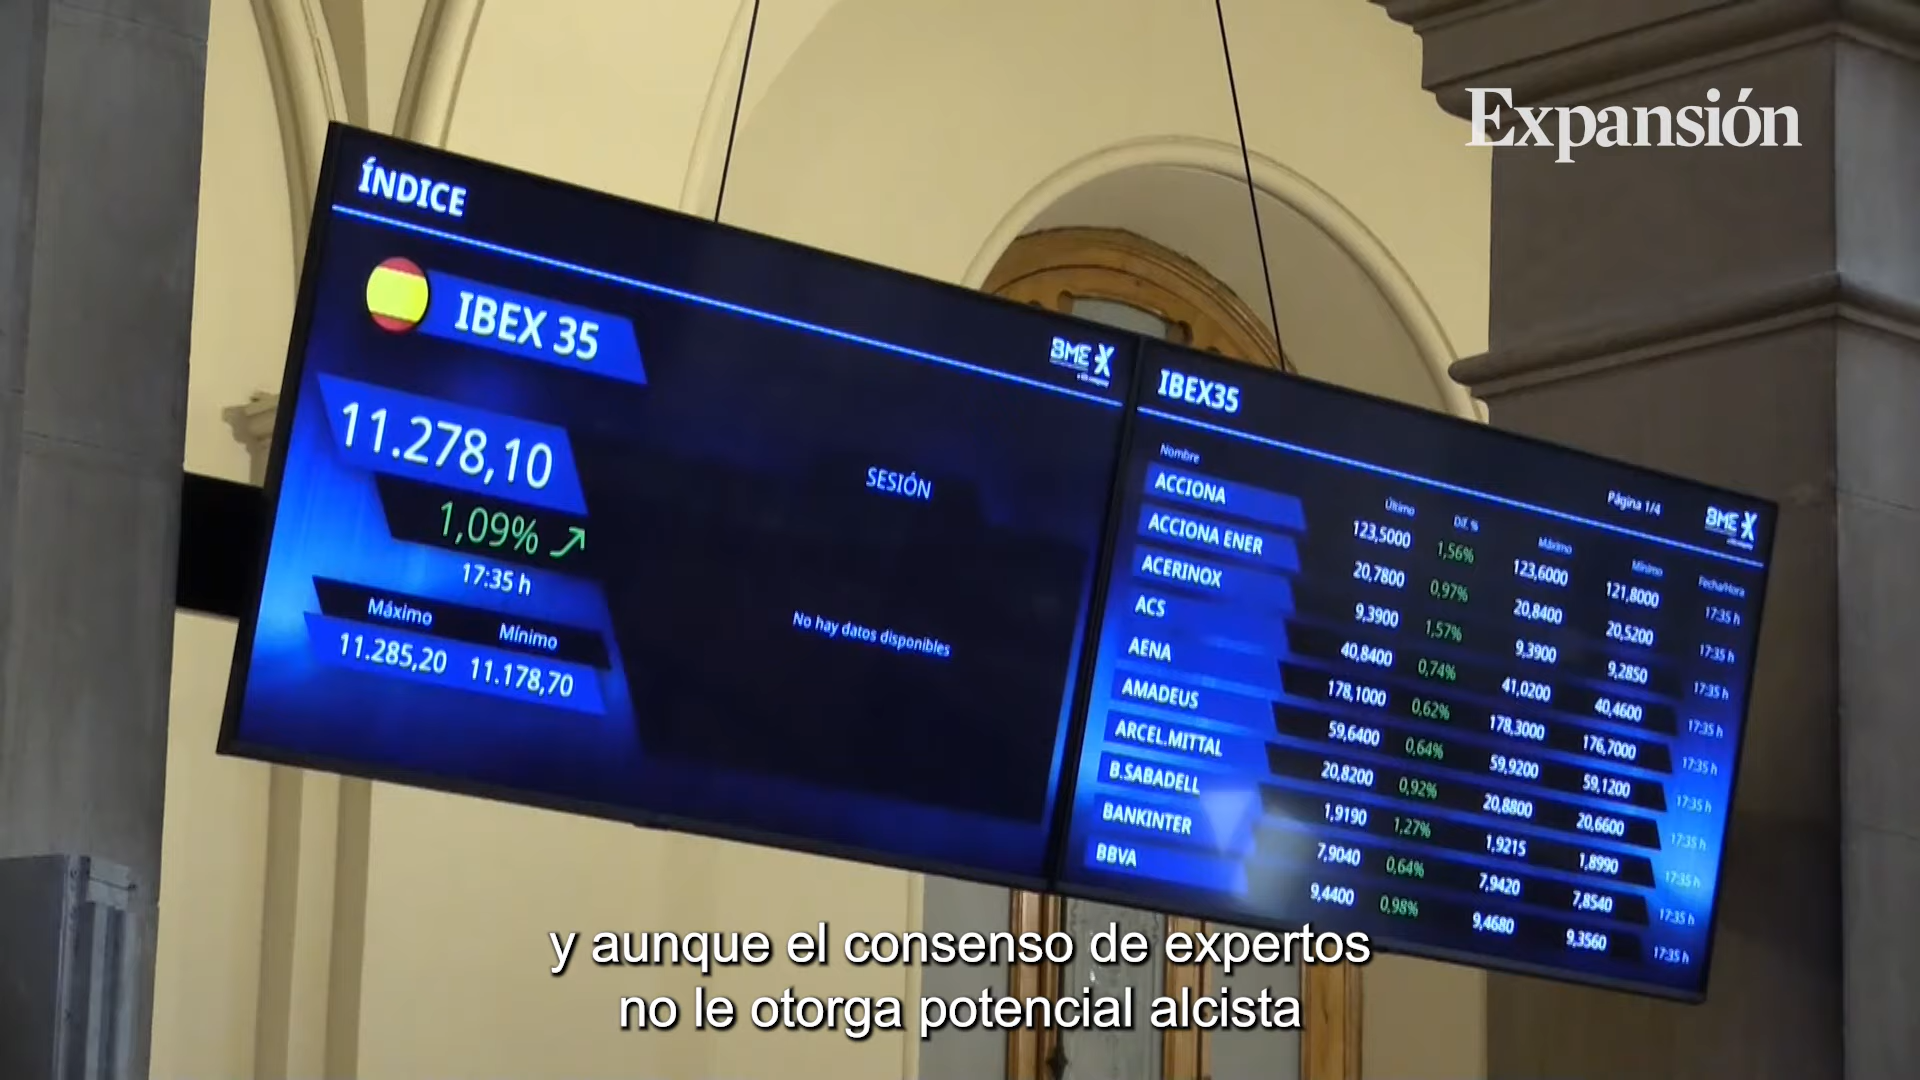 Expansión
ÍNDICE
IBEX 35
BME X
11.278,10
1,09%
17:35 h
Máximo Mínimo
11.285,20 11.178,70
SESIÓN
No hay datos disponibles
IBEX35
Página 1/4
BME X
Nombre Último Dif. % Máximo Mínimo Fecha/Hora
ACCIONA 123,5000 1,56% 123,6000 121,8000 17:35 h
ACCIONA ENER 20,7800 0,97% 20,8400 20,5200 17:35 h
ACERINOX 9,3900 1,57% 9,3900 9,2850 17:35 h
ACS 40,8400 0,74% 41,0200 40,4600 17:35 h
AENA 178,1000 0,62% 178,3000 176,7000 17:35 h
AMADEUS 59,6400 0,64% 59,9200 59,1200 17:35 h
ARCEL.MITTAL 20,8200 0,92% 20,8800 20,6600 17:35 h
B.SABADELL 1,9190 1,27% 1,9215 1,8990 17:35 h
BANKINTER 7,9040 0,64% 7,9420 7,8540 17:35 h
BBVA 9,4400 0,98% 9,4680 9,3560 17:35 h
y aunque el consenso de expertos
no le otorga potencial alcista